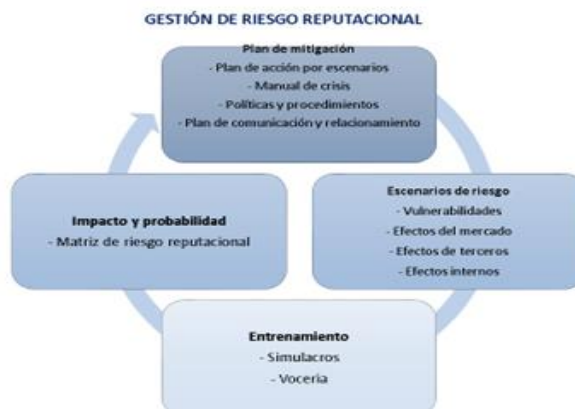 GESTIÓN DE RIESGO REPUTACIONAL
Plan de mitigación
- Plan de acción por escenarios
- Manual de crisis
- Políticas y procedimientos
- Plan de comunicación y relacionamiento
Impacto y probabilidad
- Matriz de riesgo reputacional
Escenarios de riesgo
- Vulnerabilidades
- Efectos del mercado
- Efectos de terceros
- Efectos internos
Entrenamiento
- Simulacros
- Voceria